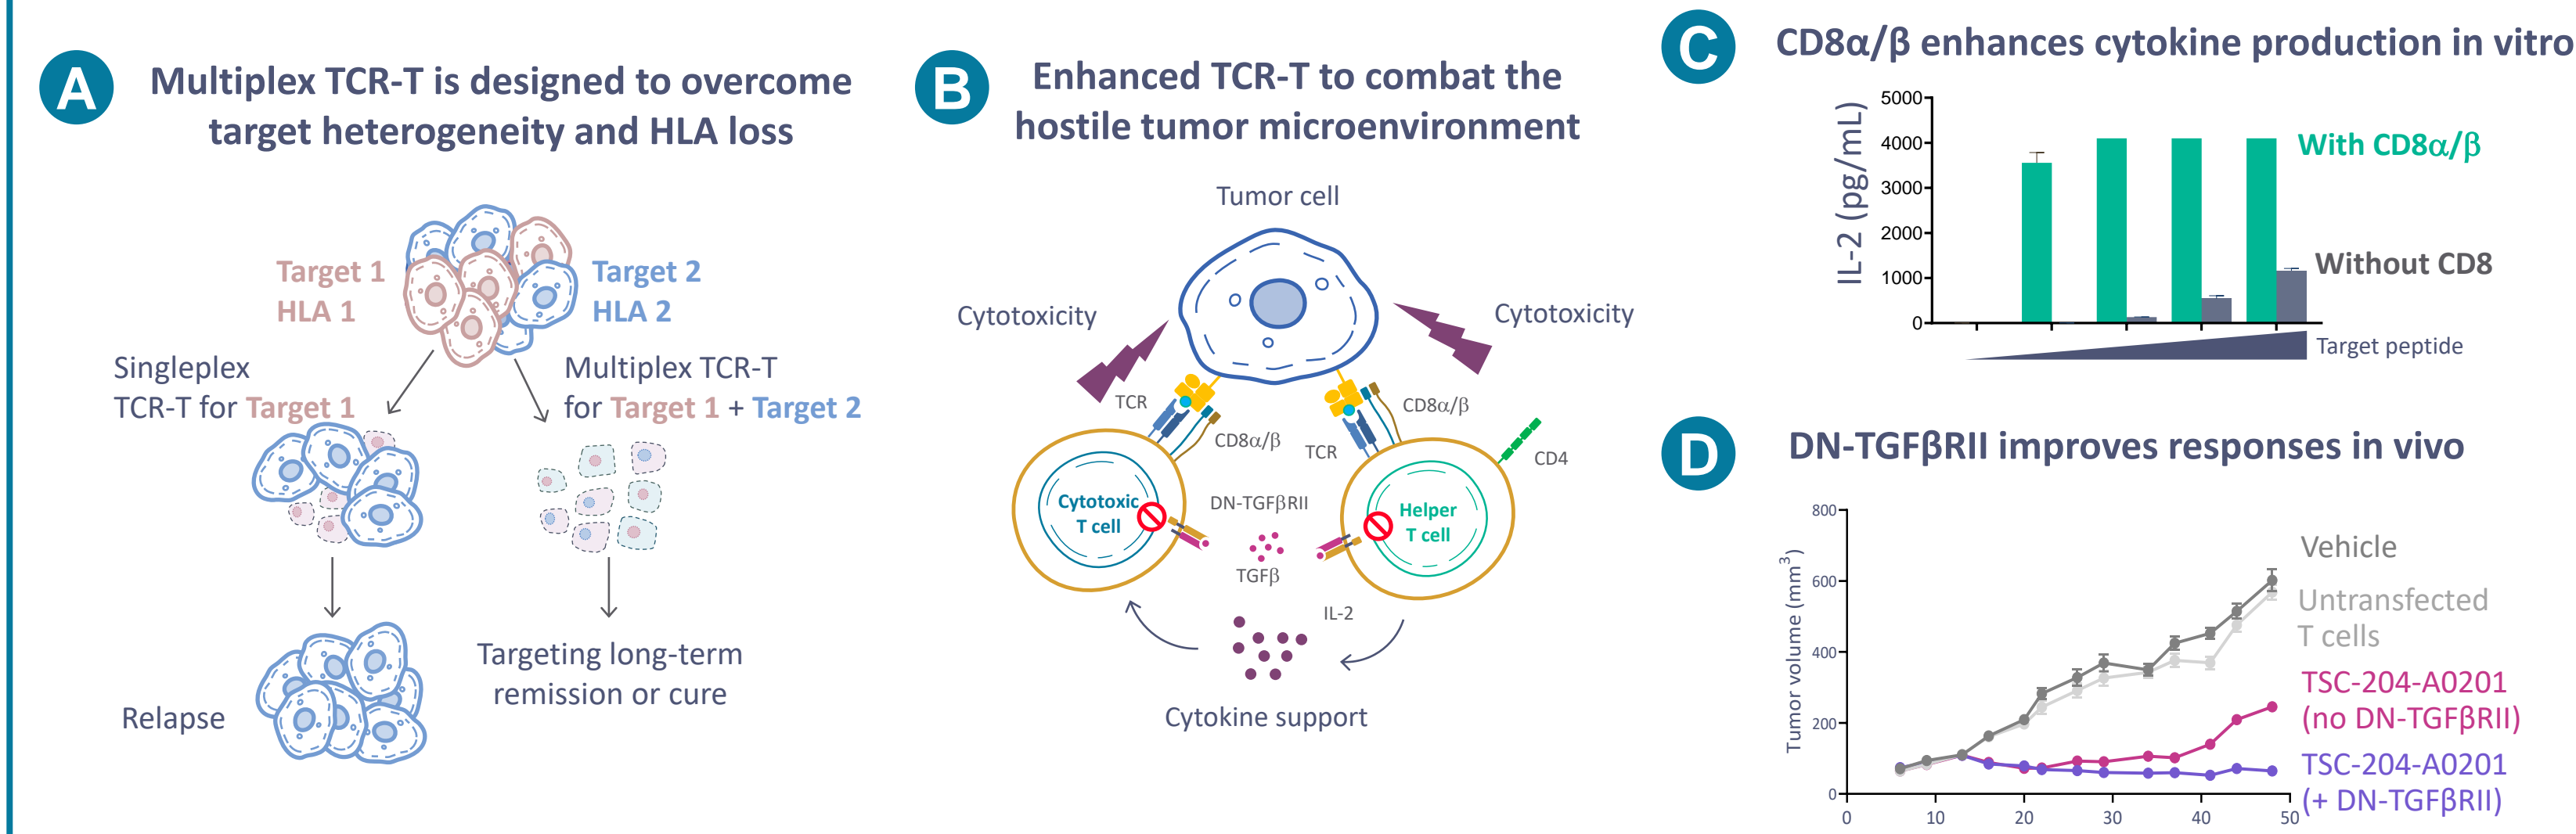 A
Multiplex TCR-T is designed to overcome
target heterogeneity and HLA loss
Target 1
HLA 1
Target 2
HLA 2
Singleplex
TCR-T for Target 1
Multiplex TCR-T
for Target 1 + Target 2
Relapse
Targeting long-term
remission or cure
B
Enhanced TCR-T to combat the
hostile tumor microenvironment
Tumor cell
Cytotoxicity
Cytotoxicity
TCR
CD8α/β
CD8α/β
TCR
CD4
Cytotoxic
T cell
DN-TGFβRII
Helper
T cell
TGFβ
IL-2
Cytokine support
C
CD8α/β enhances cytokine production in vitro
IL-2 (pg/mL)
5000
4000
3000
2000
1000
0
With CD8α/β
Without CD8
Target peptide
D
DN-TGFβRII improves responses in vivo
Tumor volume (mm³)
800
600
400
200
0
0 10 20 30 40 50
Vehicle
Untransfected
T cells
TSC-204-A0201
(no DN-TGFβRII)
TSC-204-A0201
(+ DN-TGFβRII)